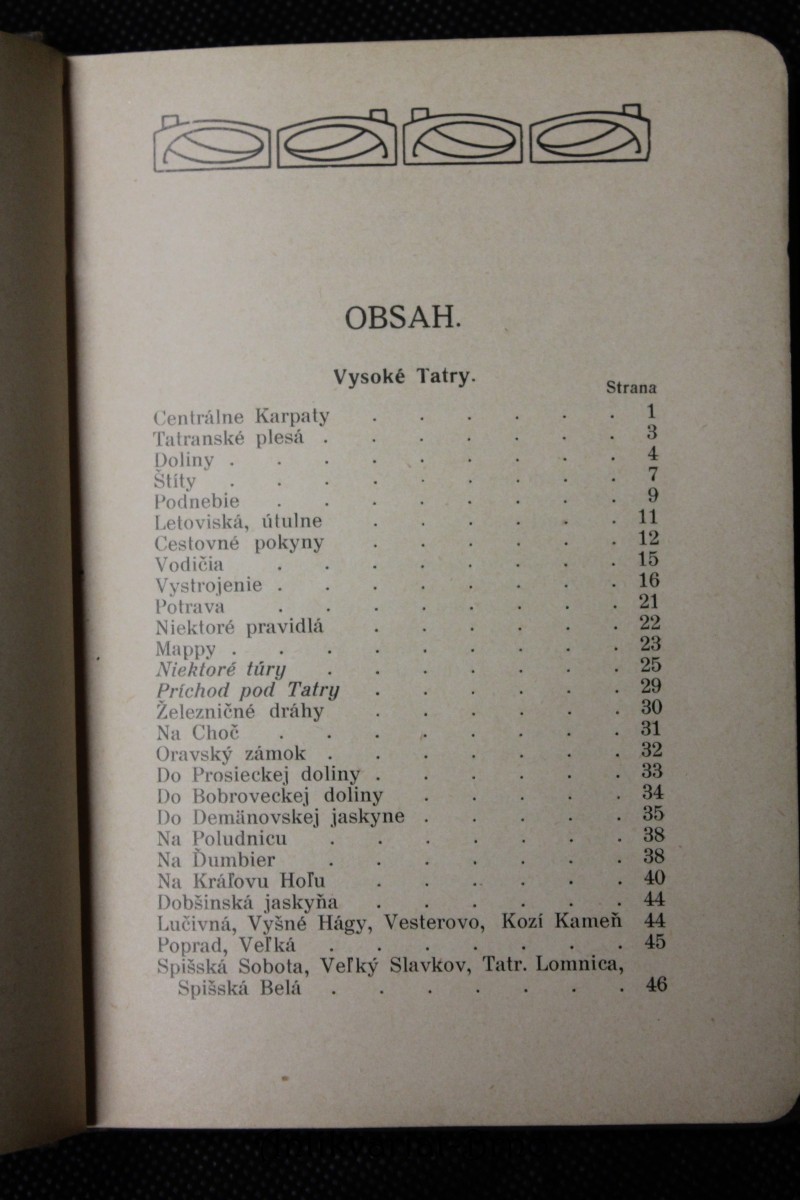 OBSAH.
Vysoké Tatry.
Strana
Centrálne Karpaty . . . . . . 1
Tatranské plesá . . . . . . . 3
Doliny . . . . . . . . . 4
Štíty . . . . . . . . . 7
Podnebie . . . . . . . . 9
Letoviská, útulne . . . . . . 11
Cestovné pokyny . . . . . . 12
Vodičia . . . . . . . . 15
Vystrojenie . . . . . . . . 16
Potrava . . . . . . . . 21
Niektoré pravidlá . . . . . . 22
Mappy . . . . . . . . . 23
Niektoré túry . . . . . . . 25
Príchod pod Tatry . . . . . . 29
Železničné dráhy . . . . . . 30
Na Choč . . . . . . . . 31
Oravský zámok . . . . . . . 32
Do Prosieckej doliny . . . . . . 33
Do Bobroveckej doliny . . . . . 34
Do Demänovskej jaskyne . . . . . 35
Na Poludnicu . . . . . . . 38
Na Ďumbier . . . . . . . 38
Na Kráľovu Hoľu . . . . . . 40
Dobšinská jaskyňa . . . . . . 44
Lučivná, Vyšné Hágy, Vesterovo, Kozí Kameň 44
Poprad, Veľká . . . . . . . 45
Spišská Sobota, Veľký Slavkov, Tatr. Lomnica,
Spišská Belá . . . . . . . 46